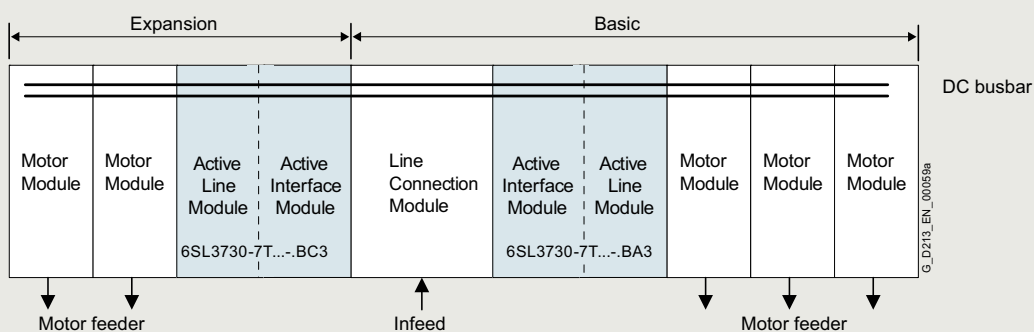 Expansion
Basic
DC busbar
Motor
Module
Motor
Module
Active
Line
Module
Active
Interface
Module
6SL3730-7T...-.BC3
Line
Connection
Module
Active
Interface
Module
Active
Line
Module
6SL3730-7T...-.BA3
Motor
Module
Motor
Module
Motor
Module
G_D213_EN_00059a
Motor feeder
Infeed
Motor feeder